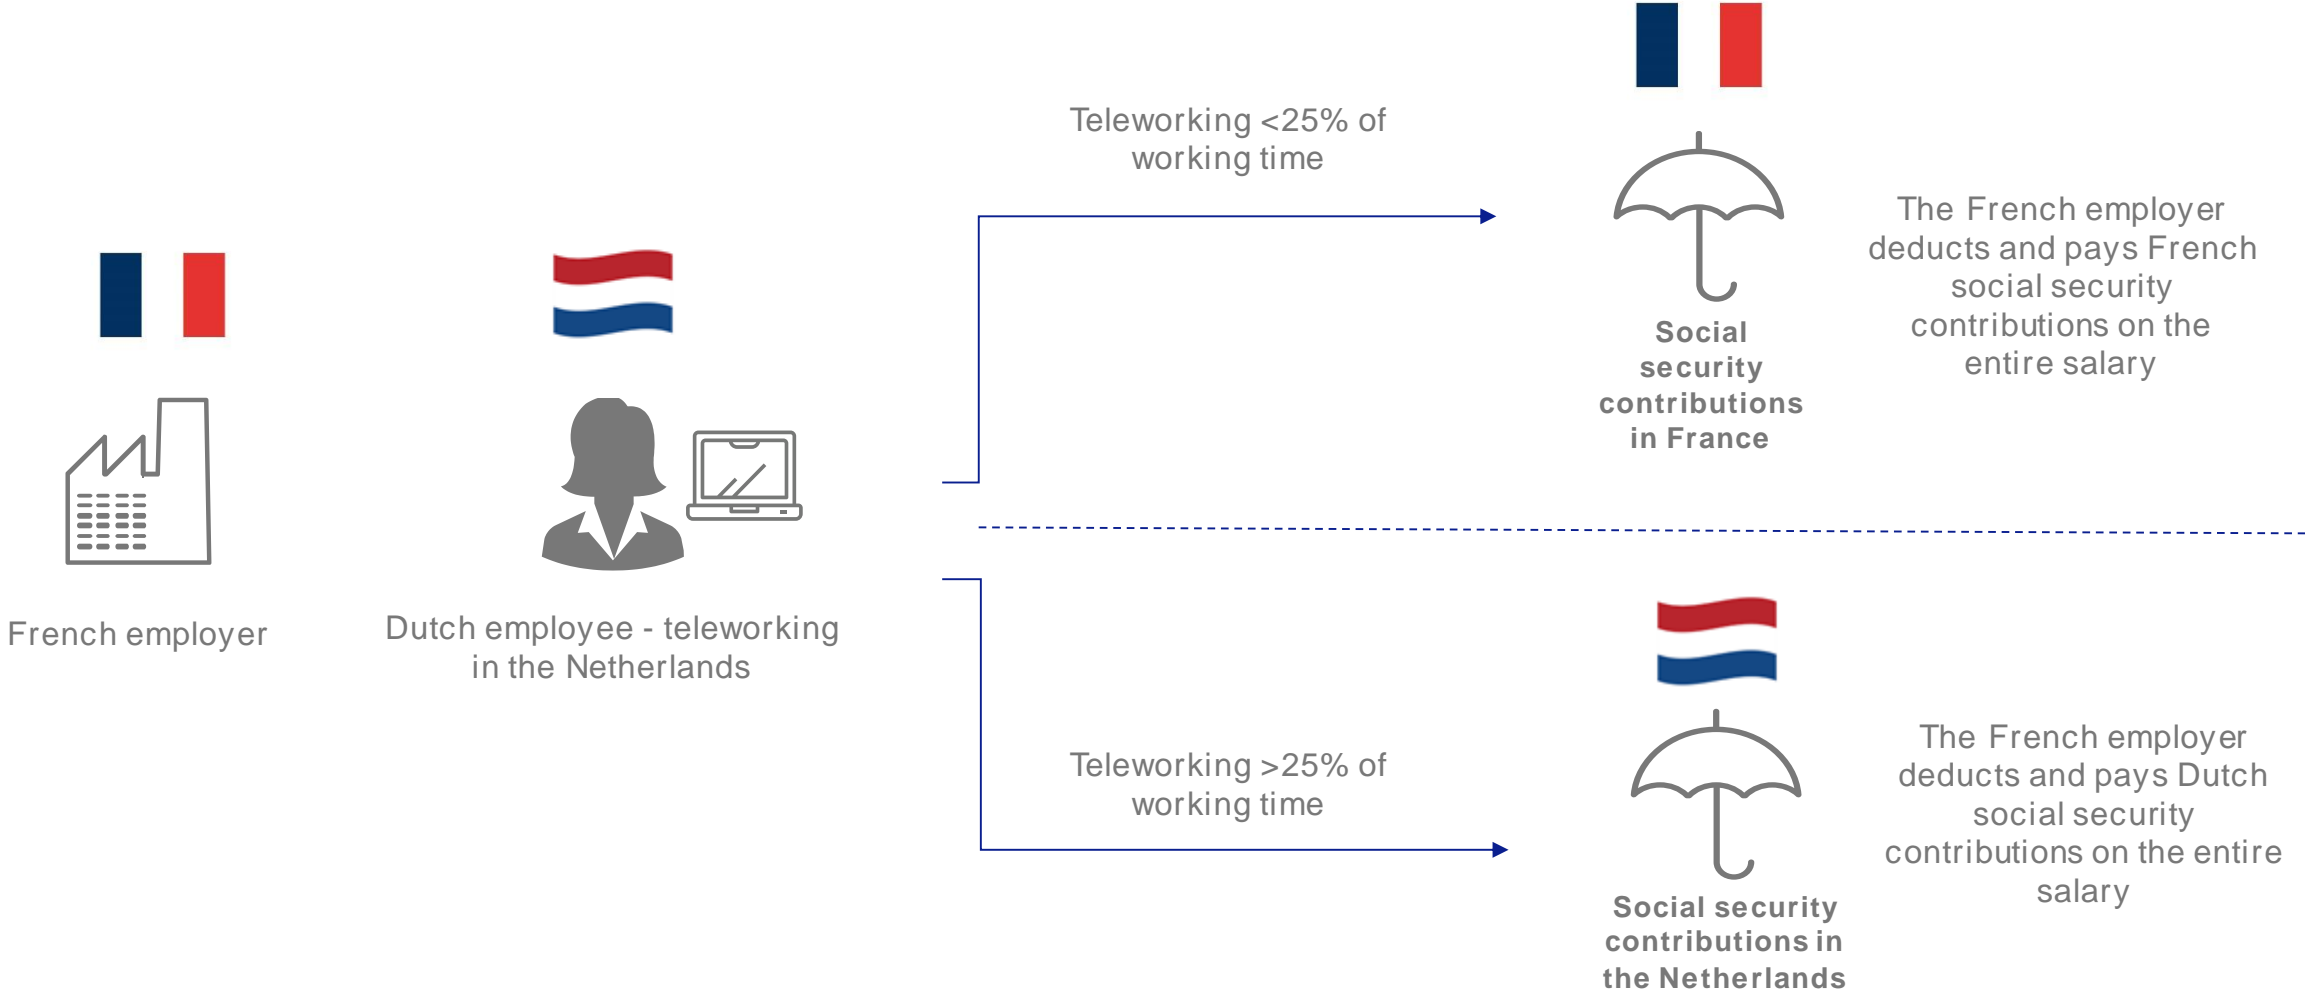 French employer
Dutch employee - teleworking
in the Netherlands
Teleworking <25% of
working time
Social
security
contributions
in France
The French employer
deducts and pays French
social security
contributions on the
entire salary
Teleworking >25% of
working time
Social security
contributions in
the Netherlands
The French employer
deducts and pays Dutch
social security
contributions on the entire
salary